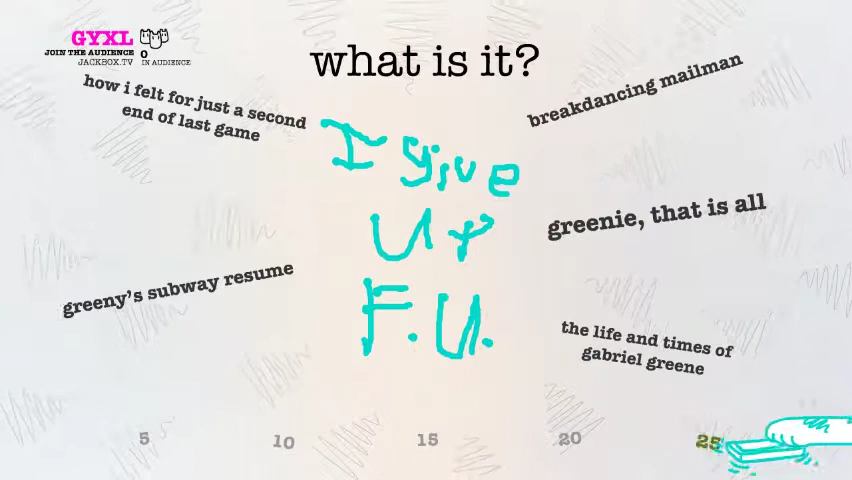 GYXL
JOIN THE AUDIENCE
JACKBOX.TV
0
IN AUDIENCE
what is it?
how i felt for just a second
end of last game
breakdancing mailman
I give
UP
F.U.
greenie, that is all
greeny's subway resume
the life and times of
gabriel greene
5
10
15
20
25